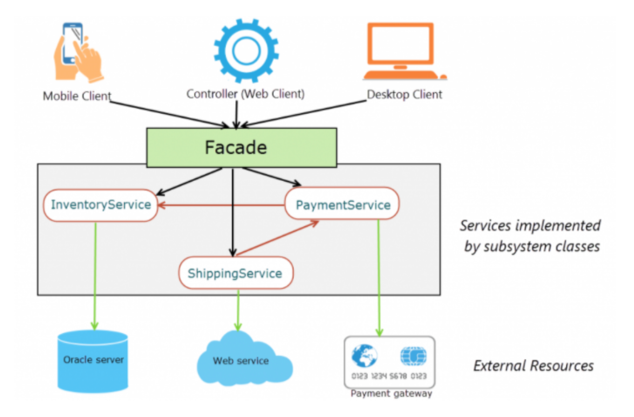 Mobile Client
Controller (Web Client)
Desktop Client
Facade
InventoryService
PaymentService
Services implemented
by subsystem classes
ShippingService
Oracle server
Web service
0123 1234 5678 0123
External Resources
Payment gateway